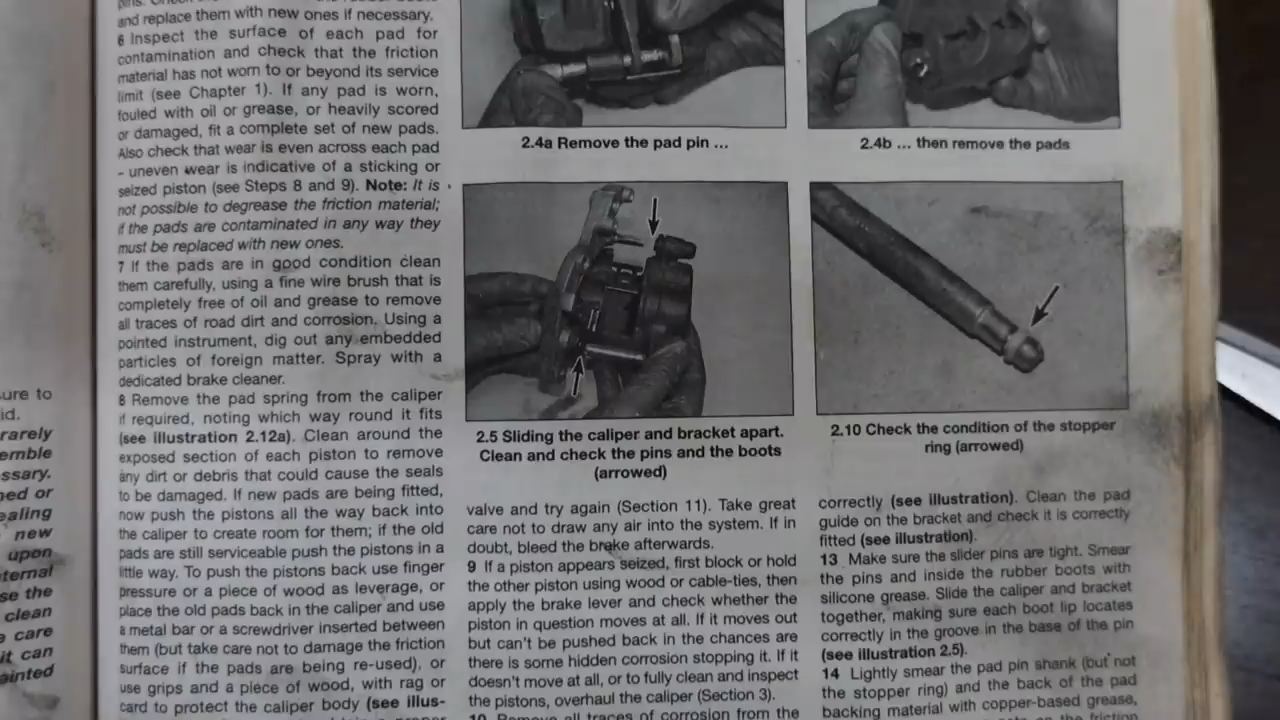 and replace them with new ones if necessary.
6 Inspect the surface of each pad for
contamination and check that the friction
material has not worn to or beyond its service
limit (see Chapter 1). If any pad is worn,
fouled with oil or grease, or heavily scored
or damaged, fit a complete set of new pads.
Also check that wear is even across each pad
- uneven wear is indicative of a sticking or
seized piston (see Steps 8 and 9). Note: It is
not possible to degrease the friction material;
if the pads are contaminated in any way they
must be replaced with new ones.
7 If the pads are in good condition clean
them carefully, using a fine wire brush that is
completely free of oil and grease to remove
all traces of road dirt and corrosion. Using a
pointed instrument, dig out any embedded
particles of foreign matter. Spray with a
dedicated brake cleaner.
8 Remove the pad spring from the caliper
if required, noting which way round it fits
(see illustration 2.12a). Clean around the
exposed section of each piston to remove
any dirt or debris that could cause the seals
to be damaged. If new pads are being fitted,
now push the pistons all the way back into
the caliper to create room for them; if the old
pads are still serviceable push the pistons in a
little way. To push the pistons back use finger
pressure or a piece of wood as leverage, or
place the old pads back in the caliper and use
a metal bar or a screwdriver inserted between
them (but take care not to damage the friction
surface if the pads are being re-used), or
use grips and a piece of wood, with rag or
card to protect the caliper body (see illus-
2.4a Remove the pad pin ...
2.4b ... then remove the pads
2.5 Sliding the caliper and bracket apart.
Clean and check the pins and the boots
(arrowed)
2.10 Check the condition of the stopper
ring (arrowed)
valve and try again (Section 11). Take great
care not to draw any air into the system. If in
doubt, bleed the brake afterwards.
9 If a piston appears seized, first block or hold
the other piston using wood or cable-ties, then
apply the brake lever and check whether the
piston in question moves at all. If it moves out
but can't be pushed back in the chances are
there is some hidden corrosion stopping it. If it
doesn't move at all, or to fully clean and inspect
the pistons, overhaul the caliper (Section 3).
10 Remove all traces of corrosion from the
correctly (see illustration). Clean the pad
guide on the bracket and check it is correctly
fitted (see illustration).
13 Make sure the slider pins are tight. Smear
the pins and inside the rubber boots with
silicone grease. Slide the caliper and bracket
together, making sure each boot lip locates
correctly in the groove in the base of the pin
(see illustration 2.5).
14 Lightly smear the pad pin shank (but not
the stopper ring) and the back of the pad
backing material with copper-based grease,
the friction
ure to
id.
rarely
emble
ssary.
ned or
ealing
new
upon
ternal
se the
clean
care
it can
ainted